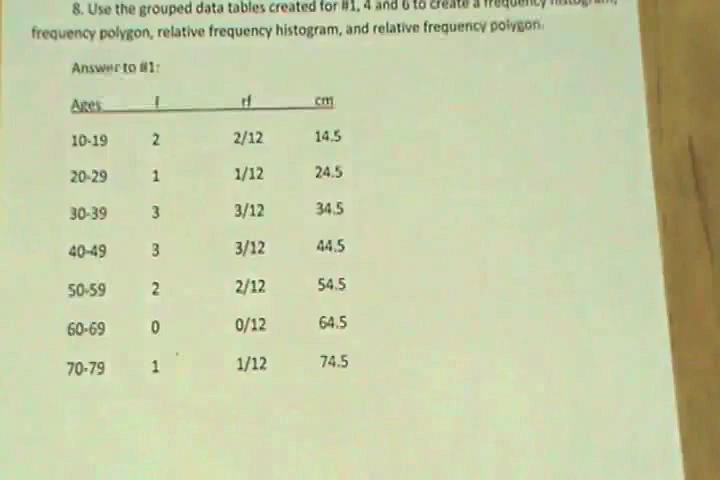 8. Use the grouped data tables created for #1, 4 and 6 to create a frequency histogram,
frequency polygon, relative frequency histogram, and relative frequency polygon.
Answer to #1:
Ages f rf cm
10-19 2 2/12 14.5
20-29 1 1/12 24.5
30-39 3 3/12 34.5
40-49 3 3/12 44.5
50-59 2 2/12 54.5
60-69 0 0/12 64.5
70-79 1 1/12 74.5